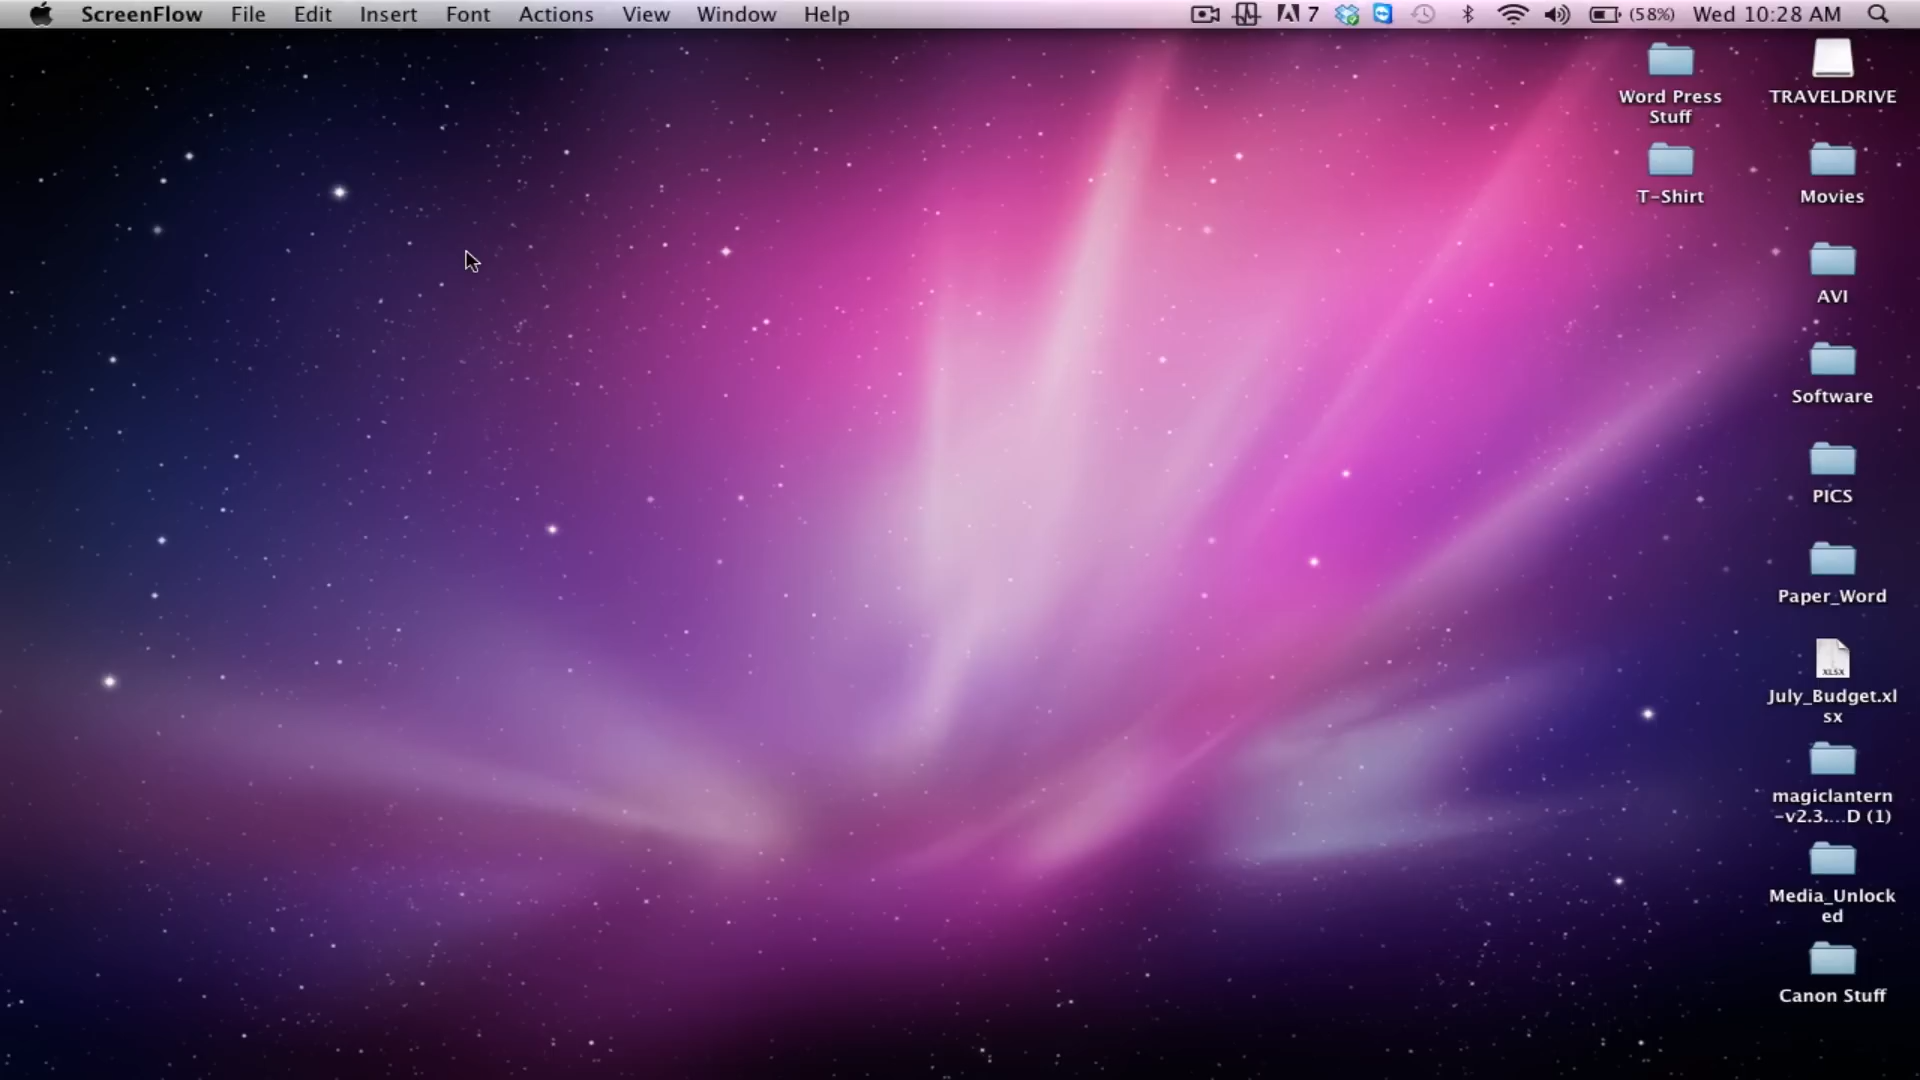 ScreenFlow File Edit Insert Font Actions View Window Help 7 (58%) Wed 10:28 AM
Word Press
Stuff
TRAVELDRIVE
T-Shirt
Movies
AVI
Software
PICS
Paper_Word
XLSX
July_Budget.xl
sx
magiclantern
-v2.3....D (1)
Media_Unlock
ed
Canon Stuff